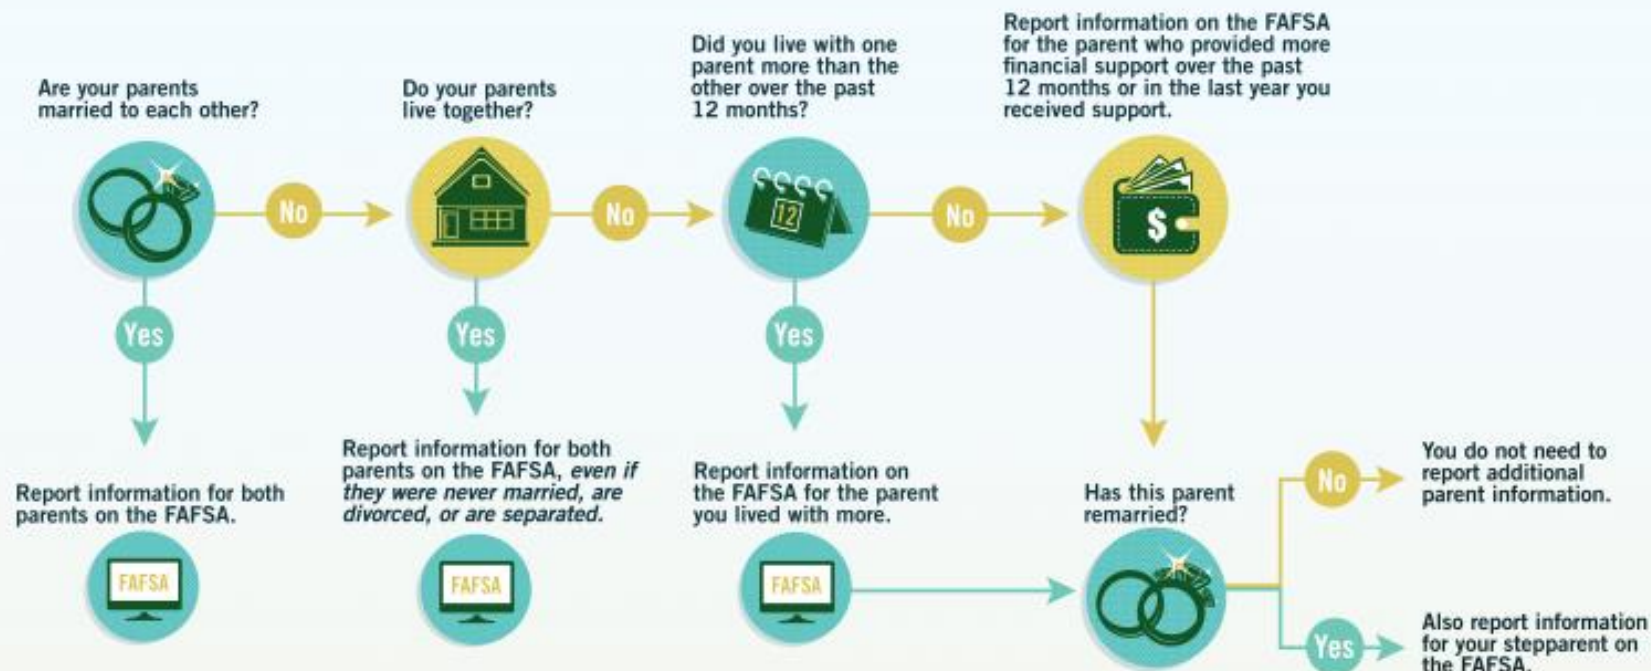 Are your parents
married to each other?
Do your parents
live together?
Did you live with one
parent more than the
other over the past
12 months?
Report information on the FAFSA
for the parent who provided more
financial support over the past
12 months or in the last year you
received support.
No
No
12
No
$
Yes
Yes
Yes
Report information for both
parents on the FAFSA.
FAFSA
Report information for both
parents on the FAFSA, even if
they were never married, are
divorced, or are separated.
FAFSA
Report information on
the FAFSA for the parent
you lived with more.
FAFSA
Has this parent
remarried?
No
You do not need to
report additional
parent information.
Yes
Also report information
for your stepparent on
the FAFSA.